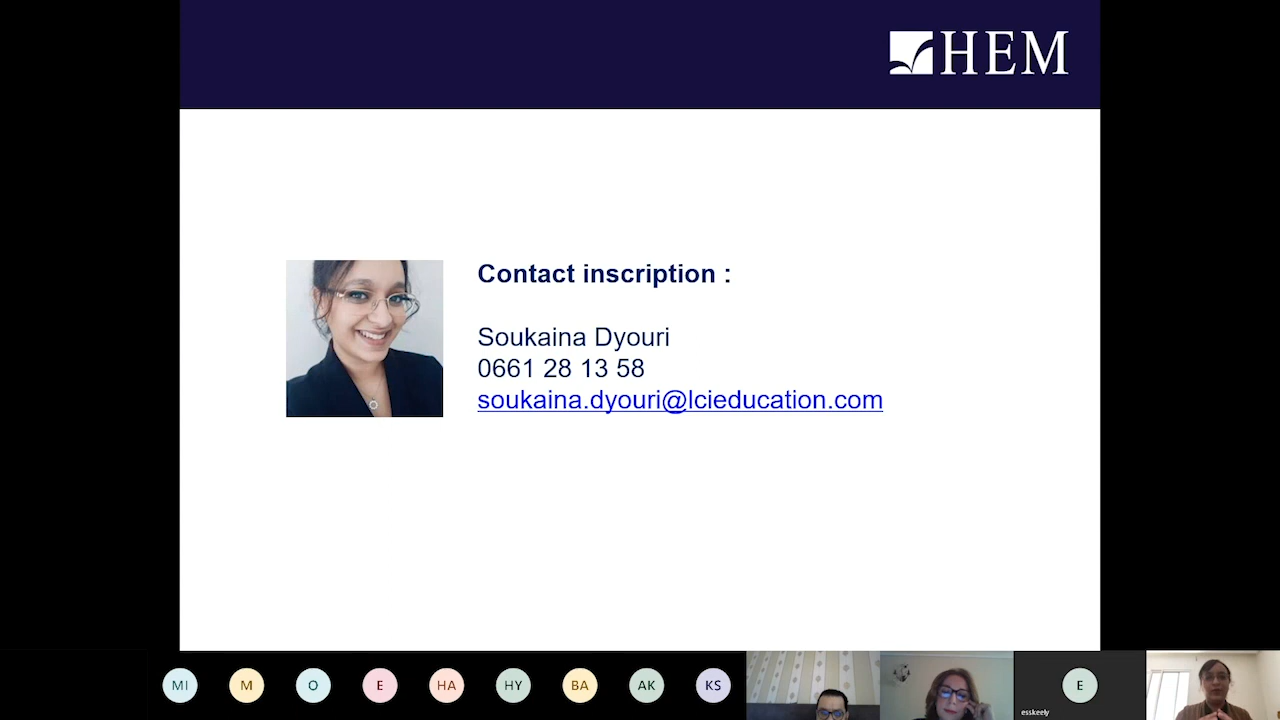 HEM
Contact inscription :
Soukaina Dyouri
0661 28 13 58
soukaina.dyouri@lcieducation.com
MI
M
O
E
HA
HY
BA
AK
KS
E
esskeely